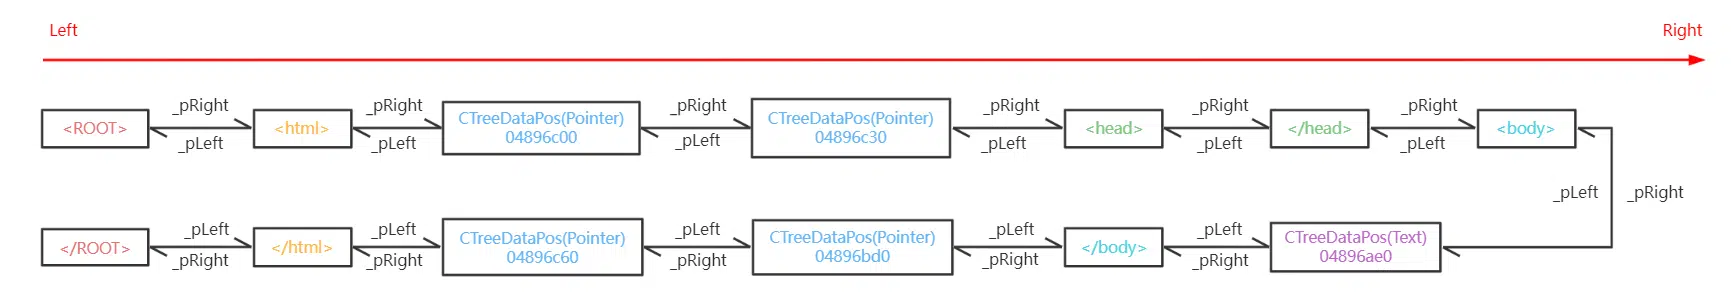 Left
Right
_pRight _pRight _pRight _pRight _pRight _pRight
<ROOT> <html> CTreeDataPos(Pointer) 04896c00 CTreeDataPos(Pointer) 04896c30 <head> </head> <body>
_pLeft _pLeft _pLeft _pLeft _pLeft _pLeft
_pLeft _pRight
_pLeft _pLeft _pLeft _pLeft _pLeft
</ROOT> </html> CTreeDataPos(Pointer) 04896c60 CTreeDataPos(Pointer) 04896bd0 </body> CTreeDataPos(Text) 04896ae0
_pRight _pRight _pRight _pRight _pRight